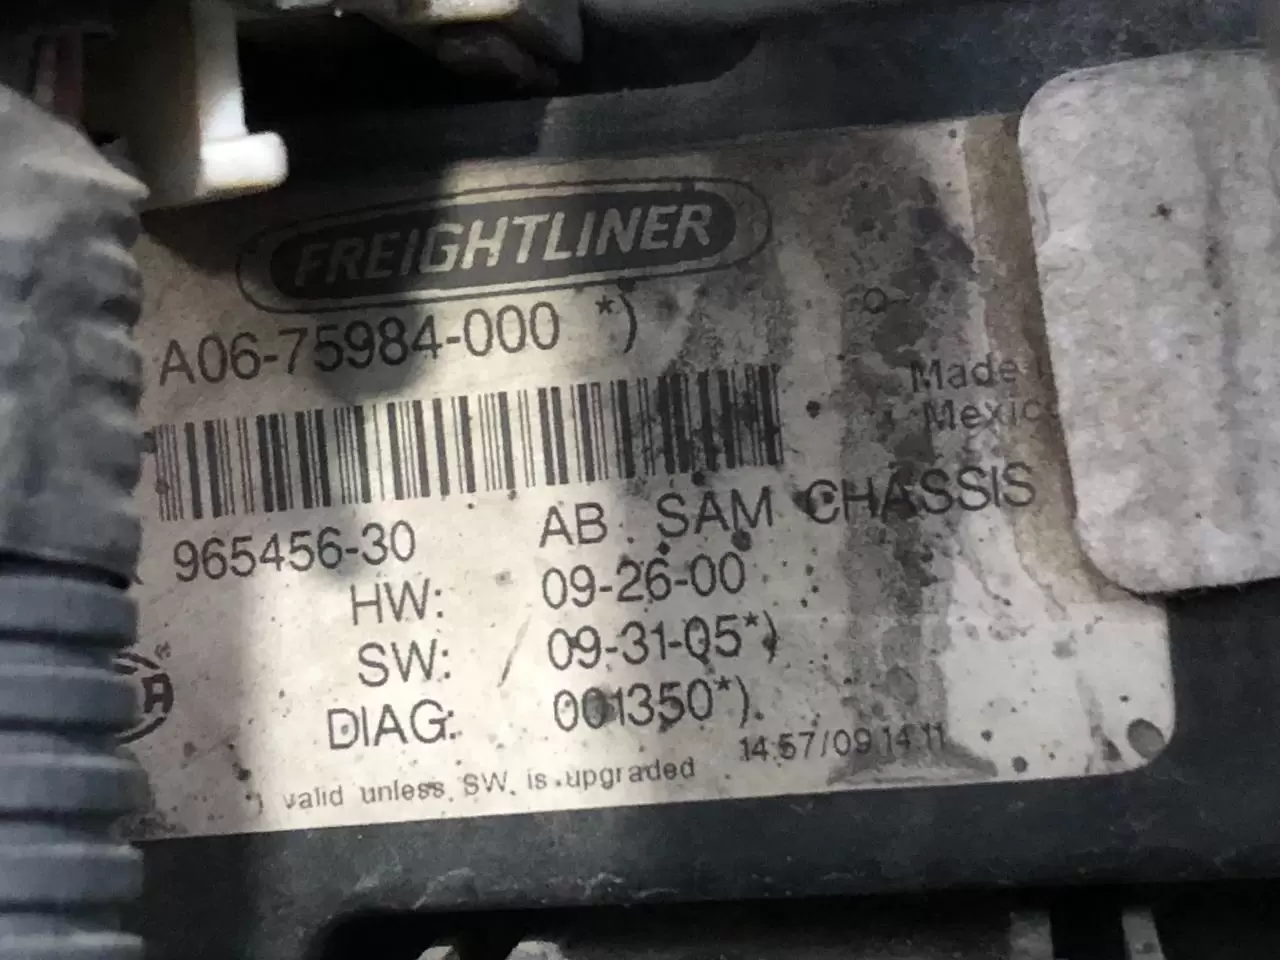 FREIGHTLINER
A06-75984-000 *)
Made
Mexic
965456-30 AB. SAM CHASSIS
HW: 09-26-00
SW: 09-31-05*)
DIAG: 001350*)
14:57/09.14.11
valid unless SW. is upgraded